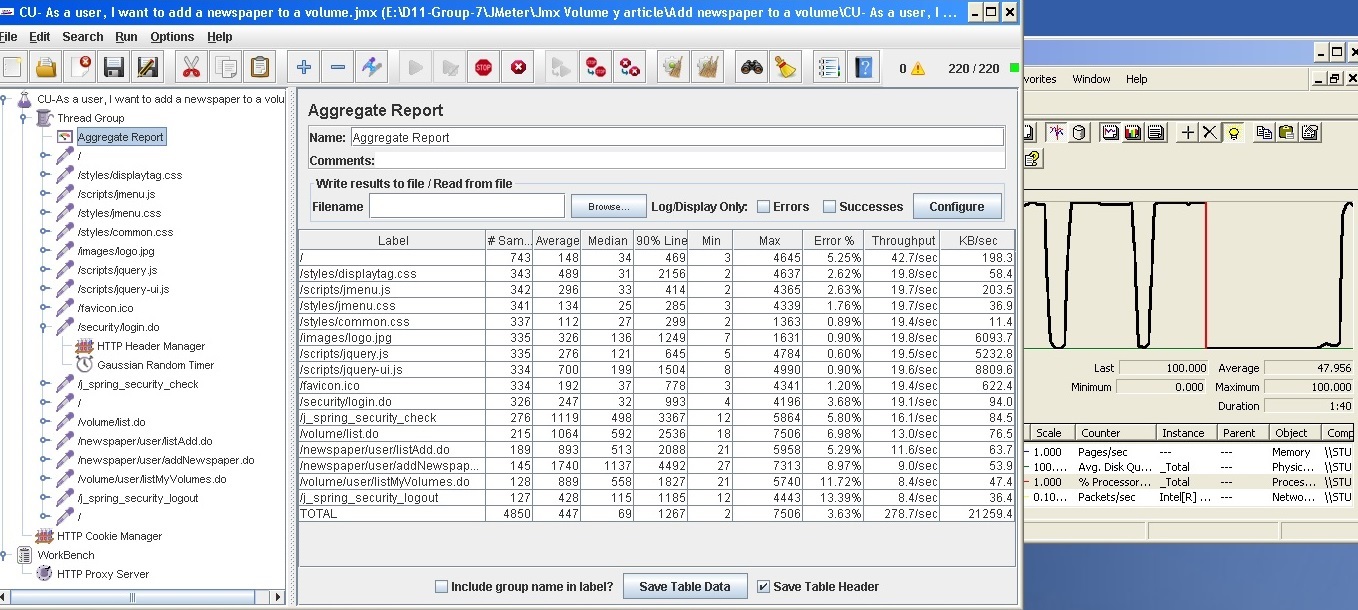 CU- As a user, I want to add a newspaper to a volume.jmx (E:\D11-Group-7\JMeter\Jmx Volume y article\Add newspaper to a volume\CU- As a user, I ...
File Edit Search Run Options Help
0 220 / 220
CU-As a user, I want to add a newspaper to a volu
Thread Group
Aggregate Report
/
/styles/displaytag.css
/scripts/jmenu.js
/styles/jmenu.css
/styles/common.css
/images/logo.jpg
/scripts/jquery.js
/scripts/jquery-ui.js
/favicon.ico
/security/login.do
HTTP Header Manager
Gaussian Random Timer
/j_spring_security_check
/
/volume/list.do
/newspaper/user/listAdd.do
/newspaper/user/addNewspaper.do
/volume/user/listMyVolumes.do
/j_spring_security_logout
/
HTTP Cookie Manager
WorkBench
HTTP Proxy Server
Aggregate Report
Name: Aggregate Report
Comments:
Write results to file / Read from file
Filename Browse... Log/Display Only: Errors Successes Configure
Label # Sam... Average Median 90% Line Min Max Error % Throughput KB/sec
/ 743 148 34 469 3 4645 5.25% 42.7/sec 198.3
/styles/displaytag.css 343 489 31 2156 2 4637 2.62% 19.8/sec 58.4
/scripts/jmenu.js 342 296 33 414 2 4365 2.63% 19.7/sec 203.5
/styles/jmenu.css 341 134 25 285 3 4339 1.76% 19.7/sec 36.9
/styles/common.css 337 112 27 299 2 1363 0.89% 19.4/sec 11.4
/images/logo.jpg 335 326 136 1249 7 1631 0.90% 19.8/sec 6093.7
/scripts/jquery.js 335 276 121 645 5 4784 0.60% 19.5/sec 5232.8
/scripts/jquery-ui.js 334 700 199 1504 8 4990 0.90% 19.6/sec 8809.6
/favicon.ico 334 192 37 778 3 4341 1.20% 19.4/sec 622.4
/security/login.do 326 247 32 993 4 4196 3.68% 19.1/sec 94.0
/j_spring_security_check 276 1119 498 3367 12 5864 5.80% 16.1/sec 84.5
/volume/list.do 215 1064 592 2536 18 7506 6.98% 13.0/sec 76.5
/newspaper/user/listAdd.do 189 893 513 2088 21 5958 5.29% 11.6/sec 63.7
/newspaper/user/addNewspap... 145 1740 1137 4492 27 7313 8.97% 9.0/sec 53.9
/volume/user/listMyVolumes.do 128 889 558 1827 21 5740 11.72% 8.4/sec 47.4
/j_spring_security_logout 127 428 115 1185 12 4443 13.39% 8.4/sec 36.4
TOTAL 4850 447 69 1267 2 7506 3.63% 278.7/sec 21259.4
Include group name in label? Save Table Data Save Table Header
vorites Window Help
Last 100.000 Average 47.956
Minimum 0.000 Maximum 100.000
Duration 1:40
Scale Counter Instance Parent Object Comp
1.000 Pages/sec --- --- Memory \\STU
100.... Avg. Disk Qu... _Total --- Physic... \\STU
1.000 % Processor... _Total --- Proces... \\STU
0.10... Packets/sec Intel[R] ... --- Netwo... \\STU